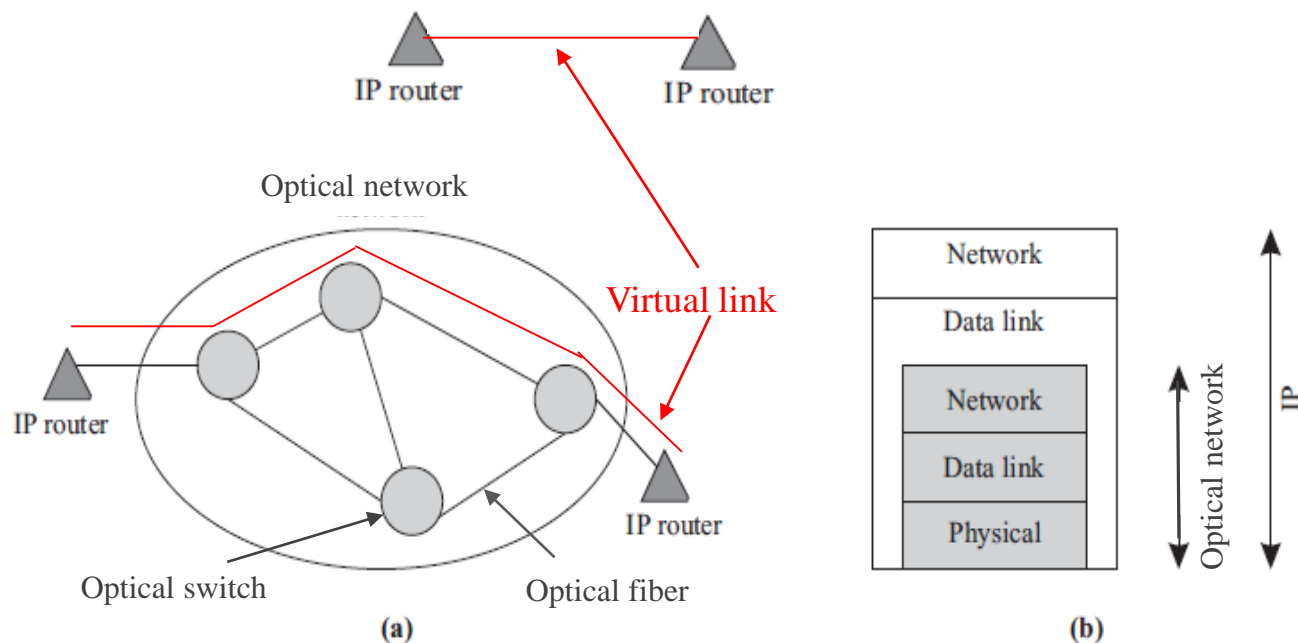 IP router
IP router
Optical network
Virtual link
IP router
IP router
Optical switch
Optical fiber
(a)
Network
Data link
Network
Data link
Physical
Optical network
IP
(b)